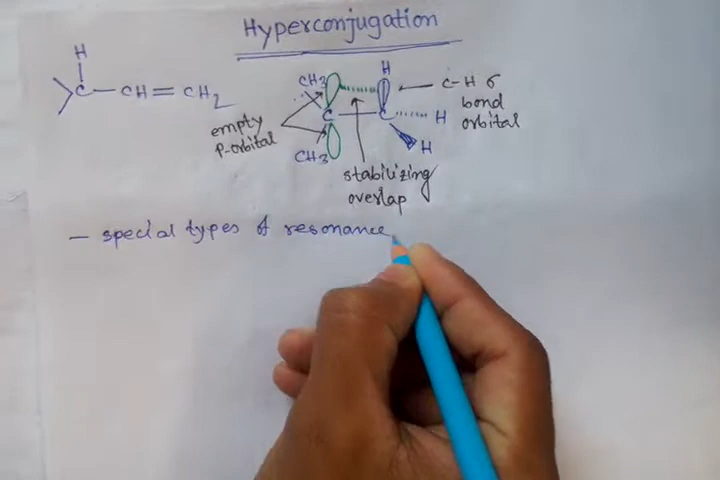 Hyperconjugation
H
C — CH = CH2
CH3
H
C — C
H
H
CH3
C-H σ
bond
orbital
empty
P-orbital
stabilizing
overlap
— special types of resonance